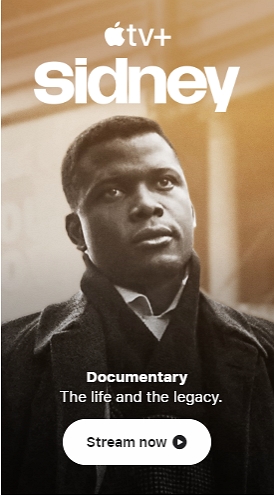 tv+
Sidney
Documentary
The life and the legacy.
Stream now